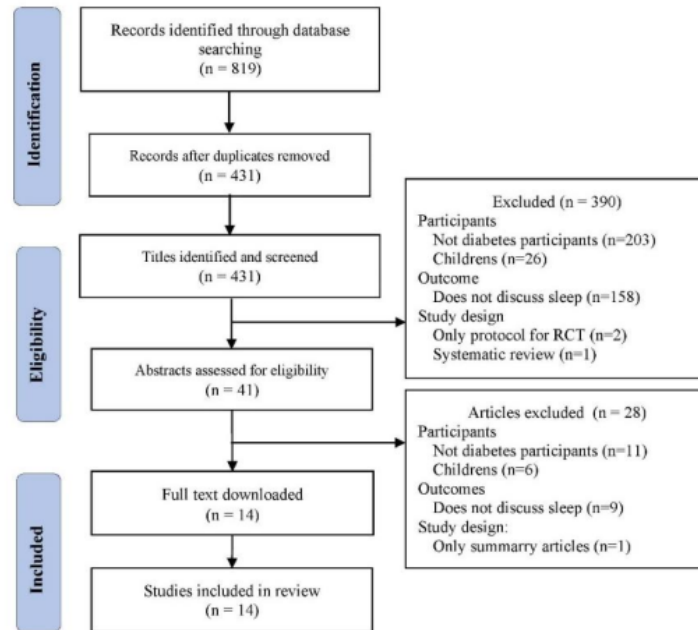 Identification
Records identified through database
searching
(n = 819)
Records after duplicates removed
(n = 431)
Eligibility
Titles identified and screened
(n = 431)
Excluded (n = 390)
Participants
Not diabetes participants (n=203)
Childrens (n=26)
Outcome
Does not discuss sleep (n=158)
Study design
Only protocol for RCT (n=2)
Systematic review (n=1)
Abstracts assessed for eligibility
(n = 41)
Articles excluded (n = 28)
Participants
Not diabetes participants (n=11)
Childrens (n=6)
Outcomes
Does not discuss sleep (n=9)
Study design:
Only summarry articles (n=1)
Included
Full text downloaded
(n = 14)
Studies included in review
(n = 14)